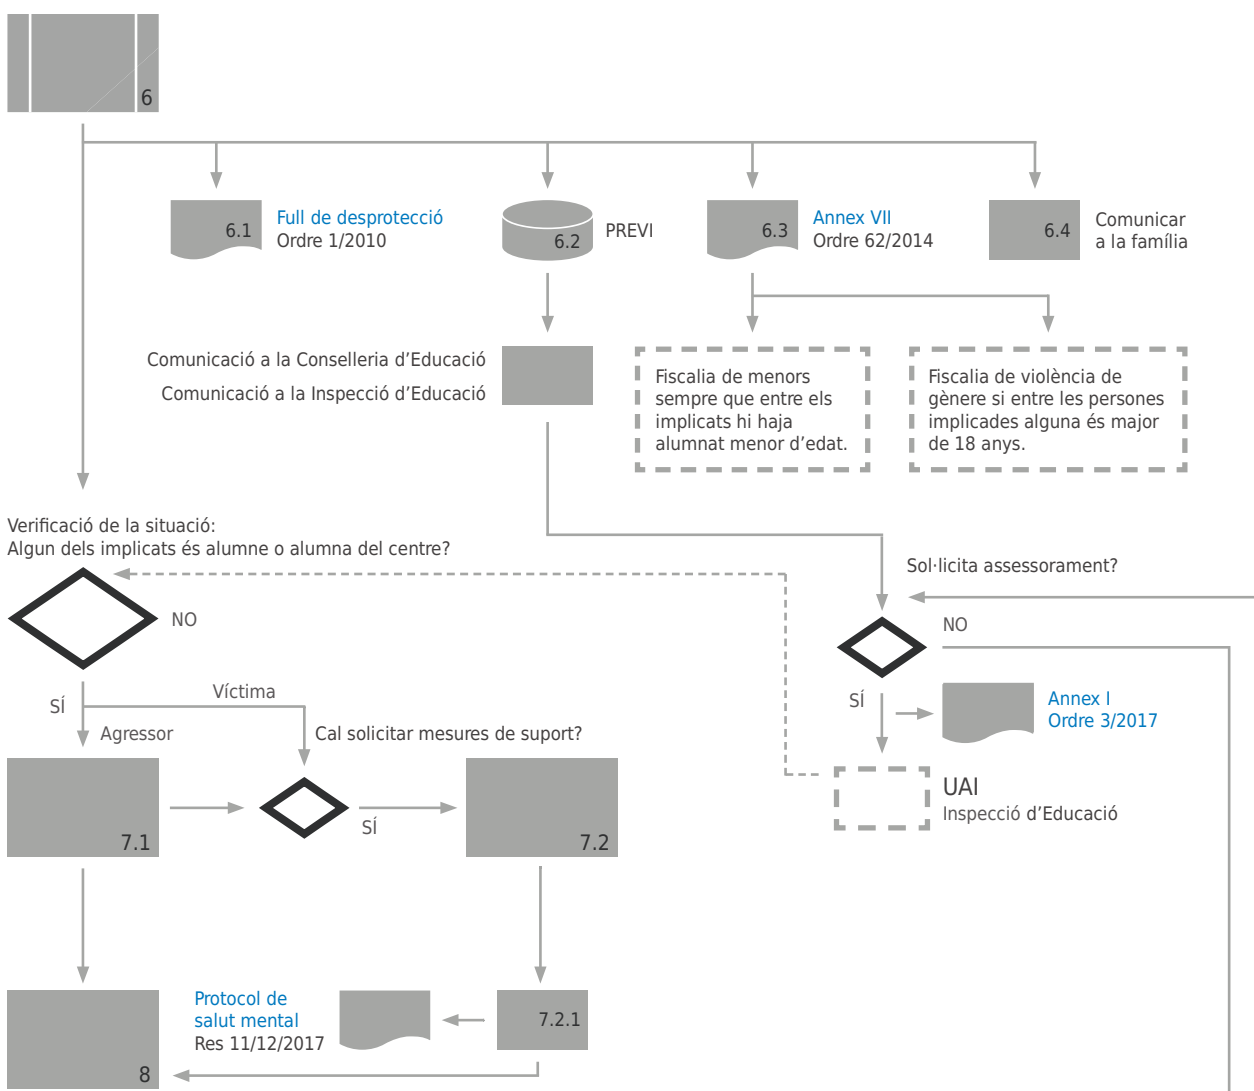 6
6.1
Full de desprotecció
Ordre 1/2010
6.2
PREVI
6.3
Annex VII
Ordre 62/2014
6.4
Comunicar
a la família
Comunicació a la Conselleria d’Educació
Comunicació a la Inspecció d’Educació
Fiscalia de menors
sempre que entre els
implicats hi haja
alumnat menor d’edat.
Fiscalia de violència de
gènere si entre les persones
implicades alguna és major
de 18 anys.
Verificació de la situació:
Algun dels implicats és alumne o alumna del centre?
NO
SÍ
Víctima
Agressor
Cal solicitar mesures de suport?
SÍ
7.1
7.2
Sol·licita assessorament?
NO
SÍ
Annex I
Ordre 3/2017
UAI
Inspecció d’Educació
Protocol de
salut mental
Res 11/12/2017
7.2.1
8